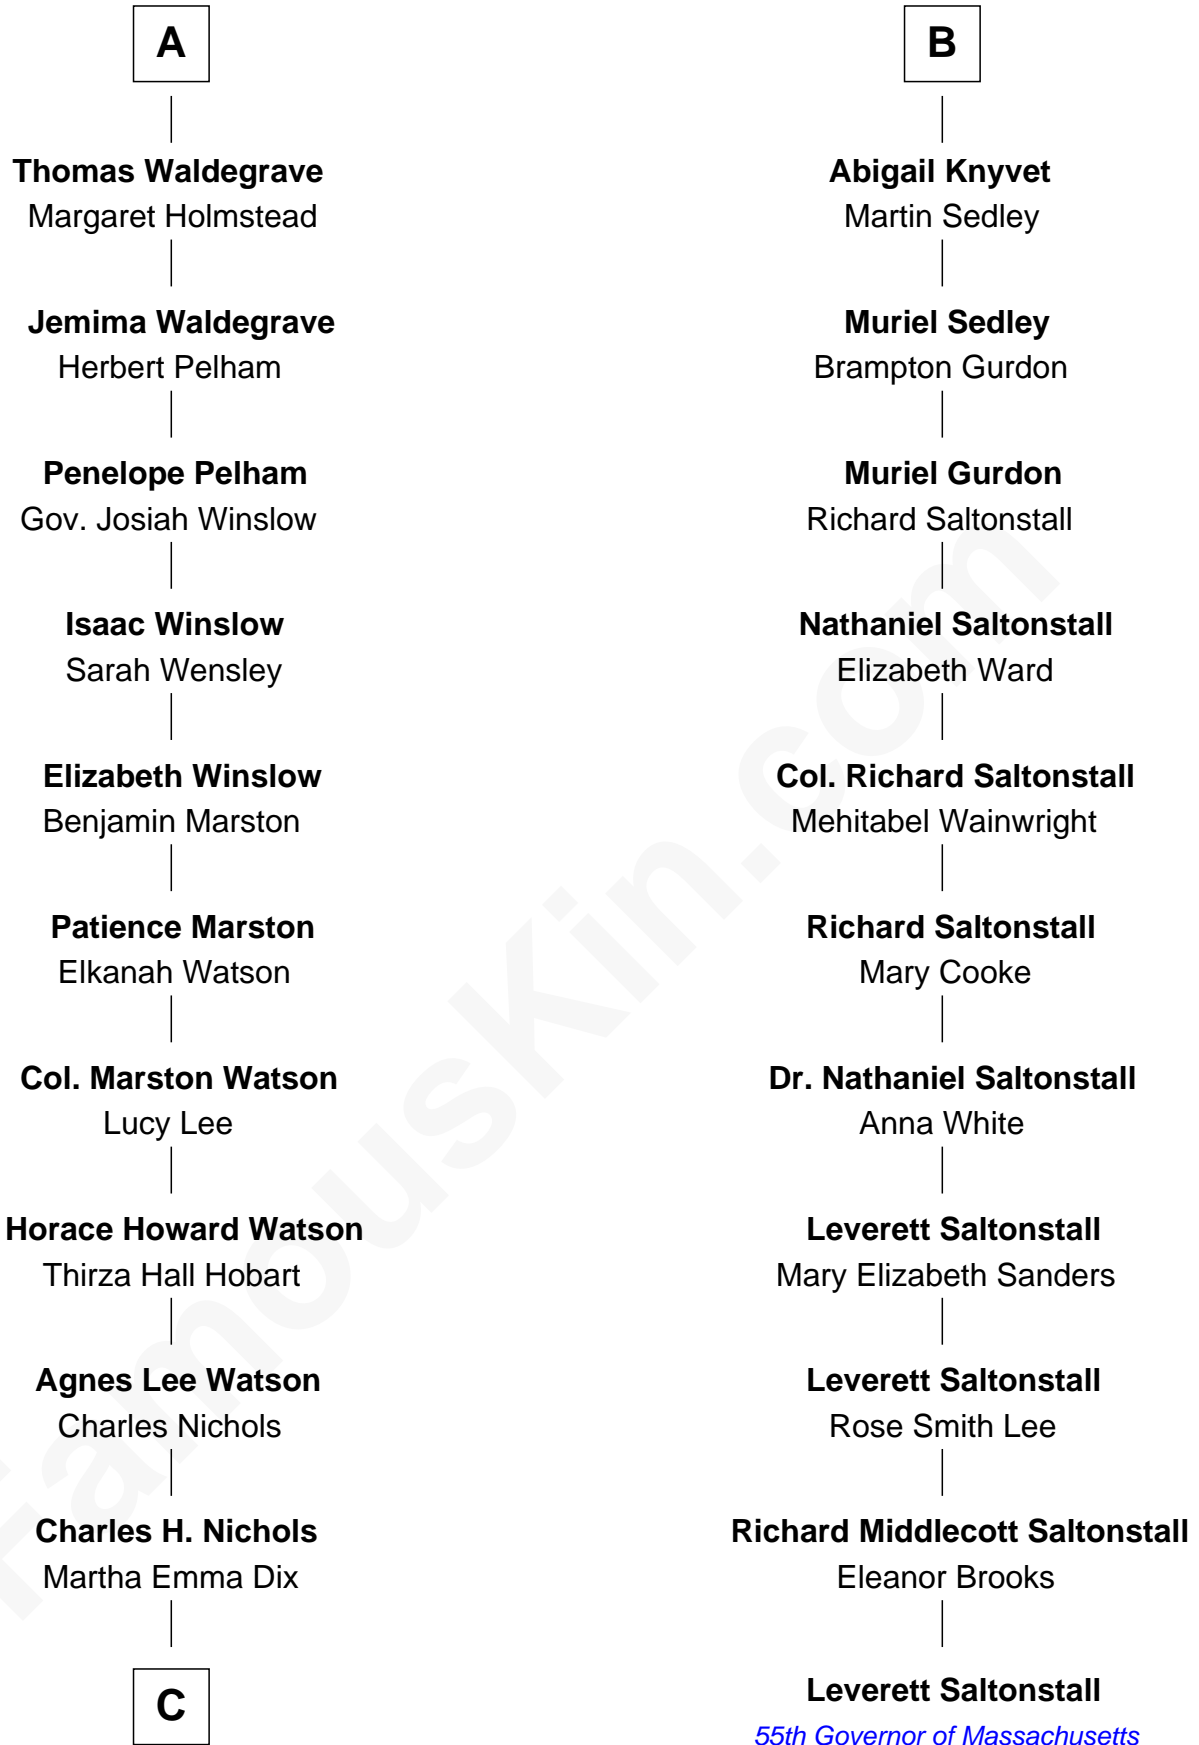 A
Thomas Waldegrave
Margaret Holmstead
Jemima Waldegrave
Herbert Pelham
Penelope Pelham
Gov. Josiah Winslow
Isaac Winslow
Sarah Wensley
Elizabeth Winslow
Benjamin Marston
Patience Marston
Elkanah Watson
Col. Marston Watson
Lucy Lee
Horace Howard Watson
Thirza Hall Hobart
Agnes Lee Watson
Charles Nichols
Charles H. Nichols
Martha Emma Dix
C
B
Abigail Knyvet
Martin Sedley
Muriel Sedley
Brampton Gurdon
Muriel Gurdon
Richard Saltonstall
Nathaniel Saltonstall
Elizabeth Ward
Col. Richard Saltonstall
Mehitabel Wainwright
Richard Saltonstall
Mary Cooke
Dr. Nathaniel Saltonstall
Anna White
Leverett Saltonstall
Mary Elizabeth Sanders
Leverett Saltonstall
Rose Smith Lee
Richard Middlecott Saltonstall
Eleanor Brooks
Leverett Saltonstall
55th Governor of Massachusetts
FamousKin.com